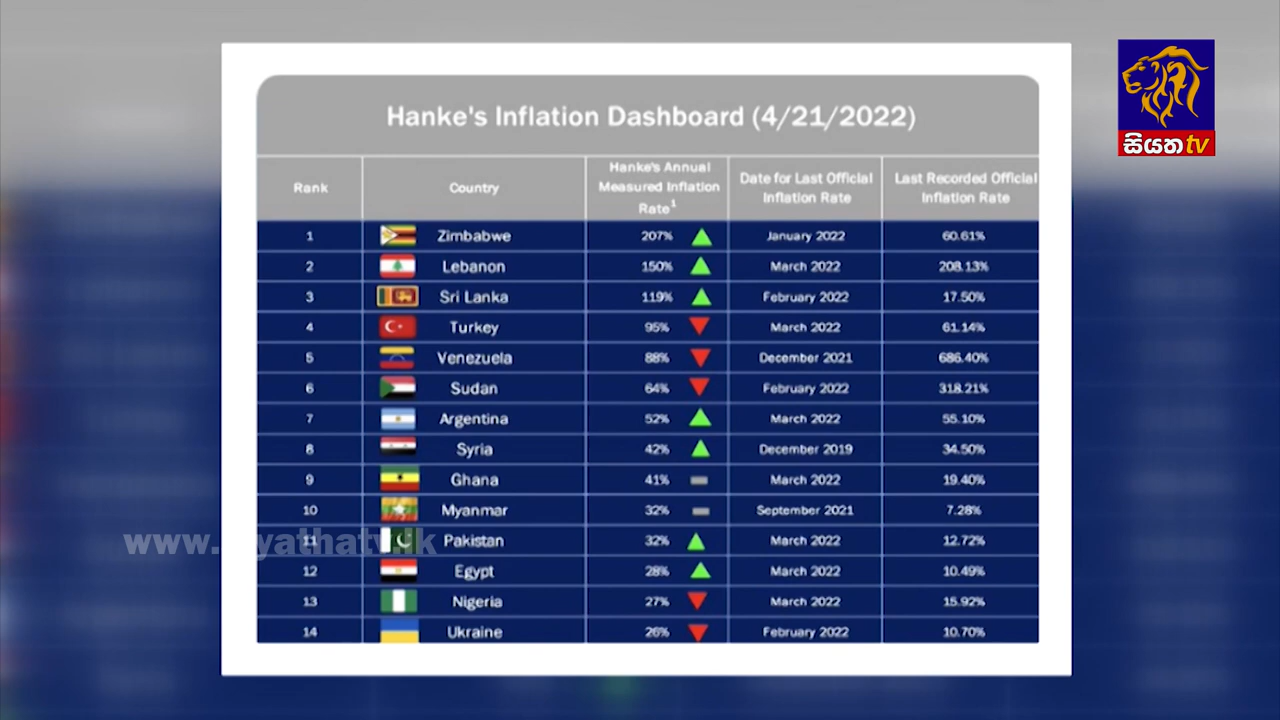 සියත tv
Hanke's Inflation Dashboard (4/21/2022)
Rank Country Hanke's Annual Measured Inflation Rate1 Date for Last Official Inflation Rate Last Recorded Official Inflation Rate
1 Zimbabwe 207% January 2022 60.61%
2 Lebanon 150% March 2022 208.13%
3 Sri Lanka 119% February 2022 17.50%
4 Turkey 95% March 2022 61.14%
5 Venezuela 88% December 2021 686.40%
6 Sudan 64% February 2022 318.21%
7 Argentina 52% March 2022 55.10%
8 Syria 42% December 2019 34.50%
9 Ghana 41% March 2022 19.40%
10 Myanmar 32% September 2021 7.28%
11 Pakistan 32% March 2022 12.72%
12 Egypt 28% March 2022 10.49%
13 Nigeria 27% March 2022 15.92%
14 Ukraine 26% February 2022 10.70%